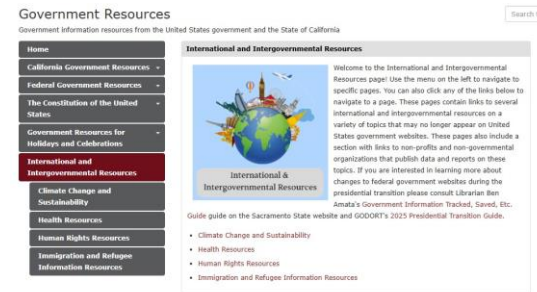 Government Resources
Search t
Government information resources from the United States government and the State of California
Home
California Government Resources
Federal Government Resources
The Constitution of the United
States
Government Resources for
Holidays and Celebrations
International and
Intergovernmental Resources
Climate Change and
Sustainability
Health Resources
Human Rights Resources
Immigration and Refugee
Information Resources
International and Intergovernmental Resources
International &
Intergovernmental Resources
Welcome to the International and Intergovernmental
Resources page! Use the menu on the left to navigate to
specific pages. You can also click any of the links below to
navigate to a page. These pages contain links to several
international and intergovernmental resources on a
variety of topics that may no longer appear on United
States government websites. These pages also include a
section with links to non-profits and non-governmental
organizations that publish data and reports on these
topics. If you are interested in learning more about
changes to federal government websites during the
presidential transition please consult Librarian Ben
Amata's Government Information Tracked, Saved, Etc.
Guide guide on the Sacramento State website and GODORT's 2025 Presidential Transition Guide.
Climate Change and Sustainability
Health Resources
Human Rights Resources
Immigration and Refugee Information Resources